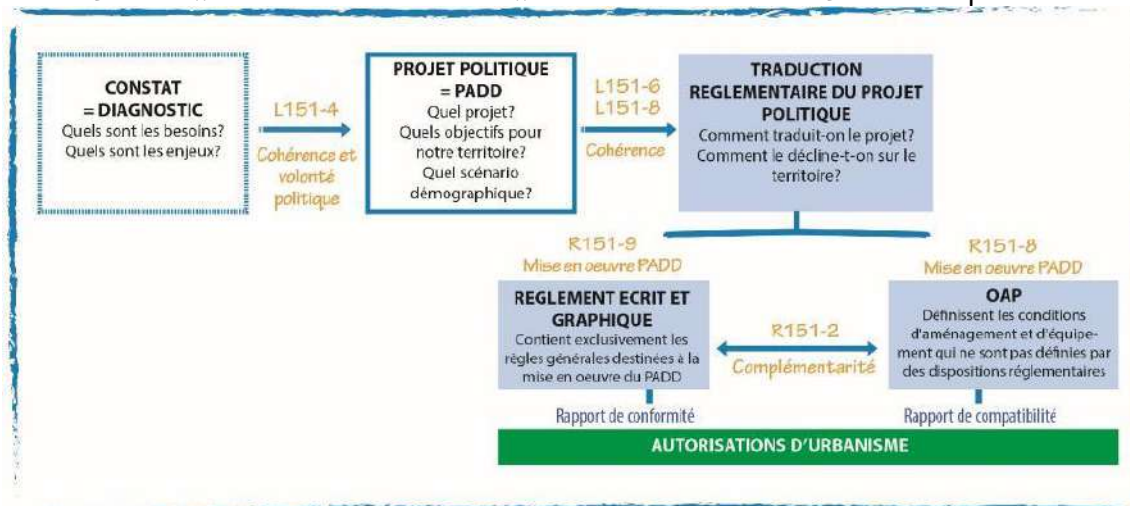 CONSTAT
= DIAGNOSTIC
Quels sont les besoins?
Quels sont les enjeux?
L151-4
Cohérence et
volonté
politique
PROJET POLITIQUE
= PADD
Quel projet?
Quels objectifs pour
notre territoire?
Quel scénario
démographique?
L151-6
L151-8
Cohérence
TRADUCTION
REGLEMENTAIRE DU PROJET
POLITIQUE
Comment traduit-on le projet?
Comment le décline-t-on sur le
territoire?
R151-9
Mise en oeuvre PADD
REGLEMENT ECRIT ET
GRAPHIQUE
Contient exclusivement les
règles générales destinées à la
mise en oeuvre du PADD
R151-2
Complémentarité
R151-8
Mise en oeuvre PADD
OAP
Définissent les conditions
d'aménagement et d'équipe-
ment qui ne sont pas définies par
des dispositions réglementaires
Rapport de conformité
Rapport de compatibilité
AUTORISATIONS D'URBANISME